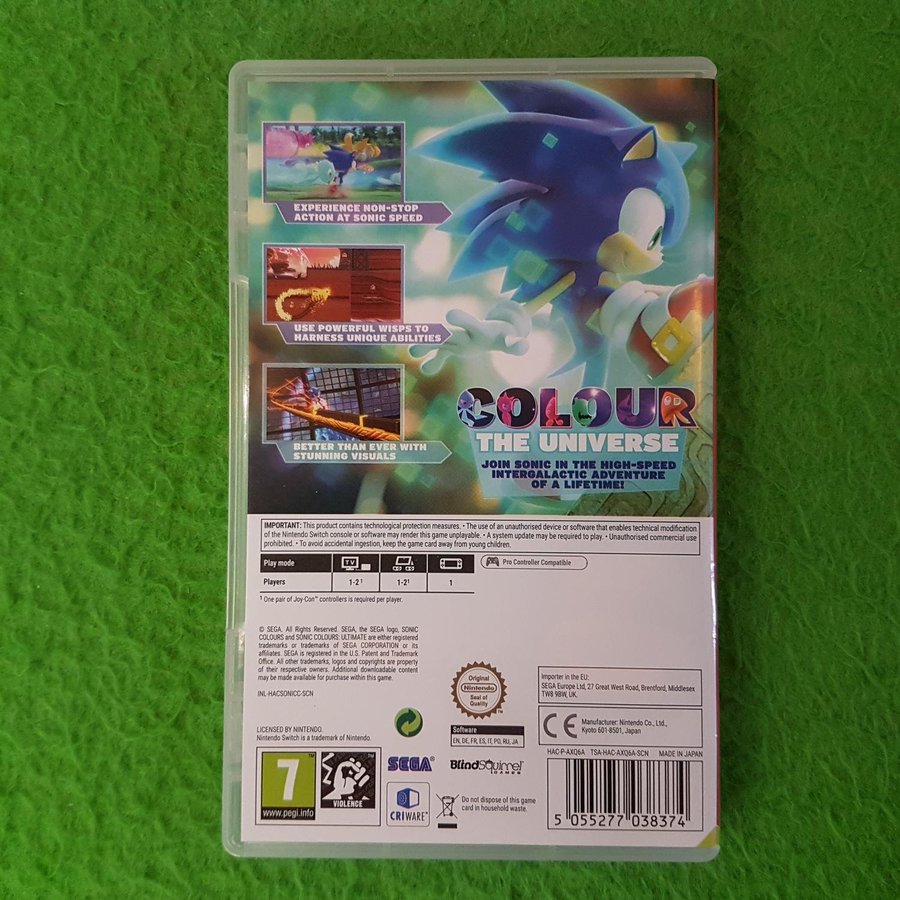 EXPERIENCE NON-STOP
ACTION AT SONIC SPEED
USE POWERFUL WISPS TO
HARNESS UNIQUE ABILITIES
BETTER THAN EVER WITH
STUNNING VISUALS
COLOUR
THE UNIVERSE
JOIN SONIC IN THE HIGH-SPEED
INTERGALACTIC ADVENTURE
OF A LIFETIME!
IMPORTANT: This product contains technological protection measures. • The use of an unauthorised device or software that enables technical modification
of the Nintendo Switch console or software may render this game unplayable. • A system update may be required to play. • Unauthorised commercial use
prohibited. • To avoid accidental ingestion, keep the game card away from young children.
Play mode TV
Players 1-2¹ 1-2¹ 1
Pro Controller Compatible
¹ One pair of Joy-Con™ controllers is required per player.
© SEGA. All Rights Reserved. SEGA, the SEGA logo, SONIC
COLOURS and SONIC COLOURS: ULTIMATE are either registered
trademarks or trademarks of SEGA CORPORATION or its
affiliates. SEGA is registered in the U.S. Patent and Trademark
Office. All other trademarks, logos and copyrights are property
of their respective owners. Additional downloadable content
may be made available for purchase within this game.
INL-HACSONICC-SCN
LICENSED BY NINTENDO.
Nintendo Switch is a trademark of Nintendo.
Original
Nintendo
Seal of
Quality
TM
Software
EN, DE, FR, ES, IT, PO, RU, JA
Importer in the EU:
SEGA Europe Ltd, 27 Great West Road, Brentford, Middlesex
TW8 9BW, UK.
CE Manufacturer: Nintendo Co., Ltd.,
Kyoto 601-8501, Japan
HAC-P-AXQ6A TSA-HAC-AXQ6A-SCN MADE IN JAPAN
7
www.pegi.info
VIOLENCE
SEGA®
BlindSquirrel
GAMES
CRIWARE™
Do not dispose of this game
card in household waste.
5 055277 038374